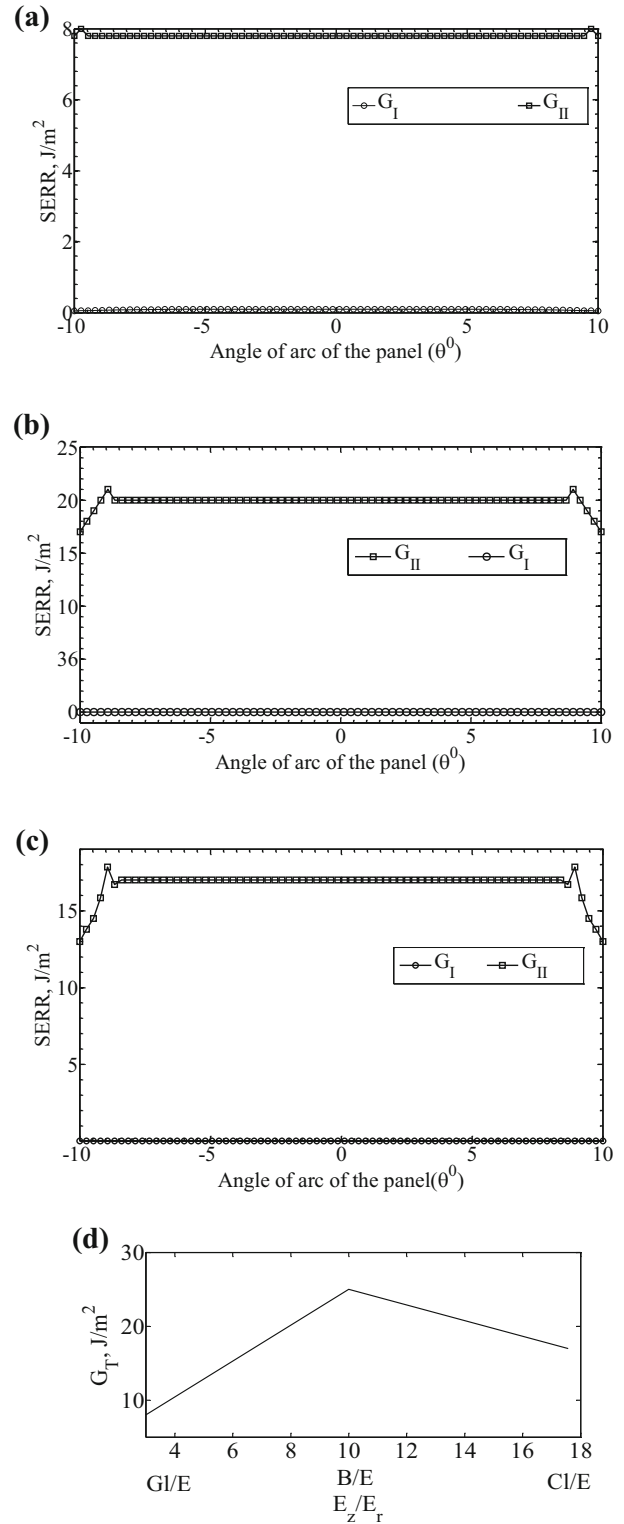 (a)
8
6
4
2
0
SERR, J/m²
G_I G_II
-10 -5 0 5 10
Angle of arc of the panel (θ⁰)
(b)
25
20
15
10
36
0
SERR, J/m²
G_II G_I
-10 -5 0 5 10
Angle of arc of the panel (θ⁰)
(c)
15
10
5
SERR, J/m²
G_I G_II
-10 -5 0 5 10
Angle of arc of the panel(θ⁰)
(d)
30
20
10
G_T, J/m²
4 6 8 10 12 14 16 18
Gl/E B/E Cl/E
E_z/E_r